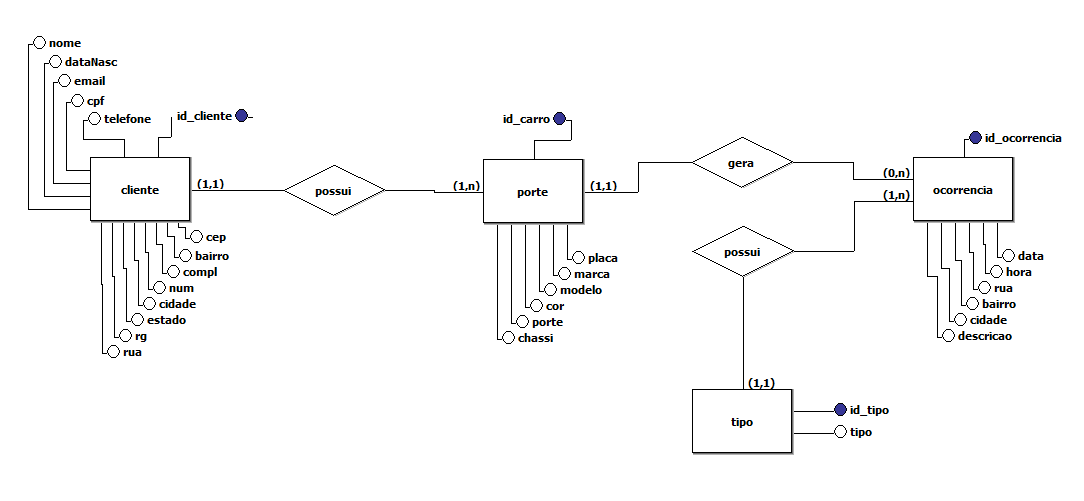 nome
dataNasc
email
cpf
telefone
id_cliente
cliente
(1,1)
possui
(1,n)
cep
bairro
compl
num
cidade
estado
rg
rua
id_carro
porte
(1,1)
placa
marca
modelo
cor
porte
chassi
gera
(0,n)
possui
(1,n)
(1,1)
id_ocorrencia
ocorrencia
data
hora
rua
bairro
cidade
descricao
tipo
id_tipo
tipo